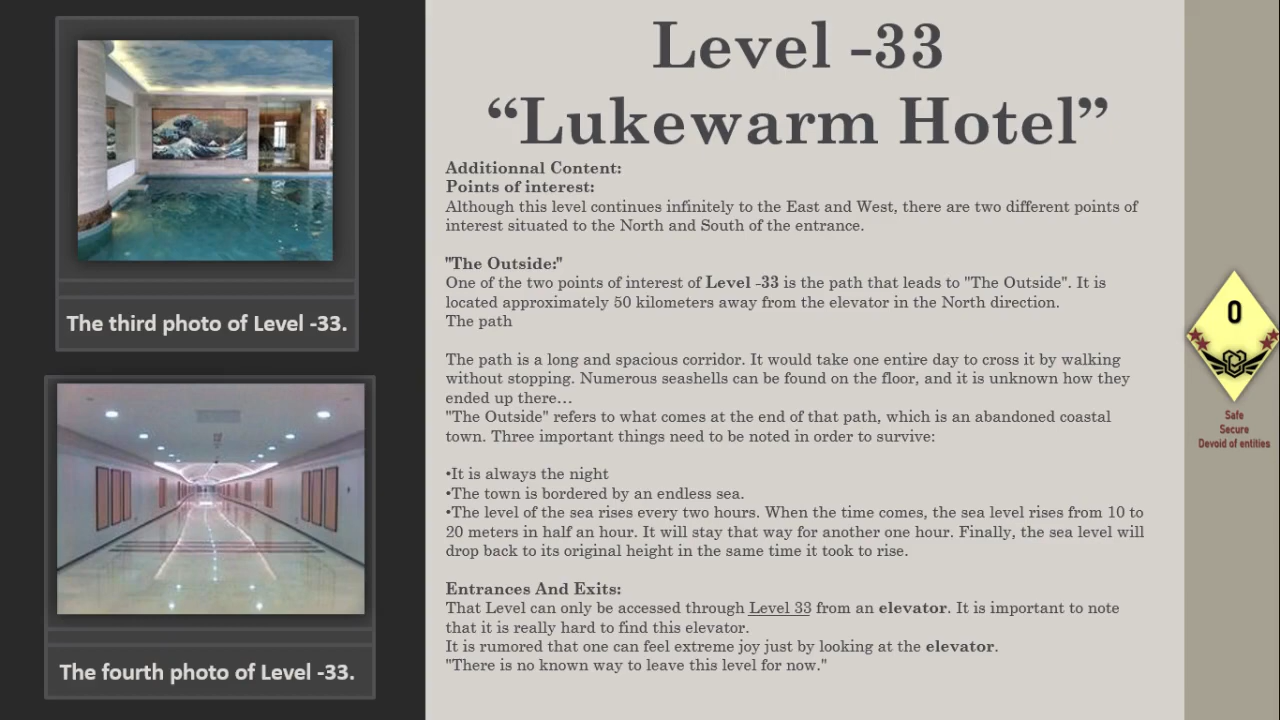 Level -33
“Lukewarm Hotel”
Additionnal Content:
Points of interest:
Although this level continues infinitely to the East and West, there are two different points of
interest situated to the North and South of the entrance.
"The Outside:"
One of the two points of interest of Level -33 is the path that leads to "The Outside". It is
located approximately 50 kilometers away from the elevator in the North direction.
The path
The path is a long and spacious corridor. It would take one entire day to cross it by walking
without stopping. Numerous seashells can be found on the floor, and it is unknown how they
ended up there…
"The Outside" refers to what comes at the end of that path, which is an abandoned coastal
town. Three important things need to be noted in order to survive:
•It is always the night
•The town is bordered by an endless sea.
•The level of the sea rises every two hours. When the time comes, the sea level rises from 10 to
20 meters in half an hour. It will stay that way for another one hour. Finally, the sea level will
drop back to its original height in the same time it took to rise.
Entrances And Exits:
That Level can only be accessed through Level 33 from an elevator. It is important to note
that it is really hard to find this elevator.
It is rumored that one can feel extreme joy just by looking at the elevator.
"There is no known way to leave this level for now."
The third photo of Level -33.
The fourth photo of Level -33.
0
Safe
Secure
Devoid of entities